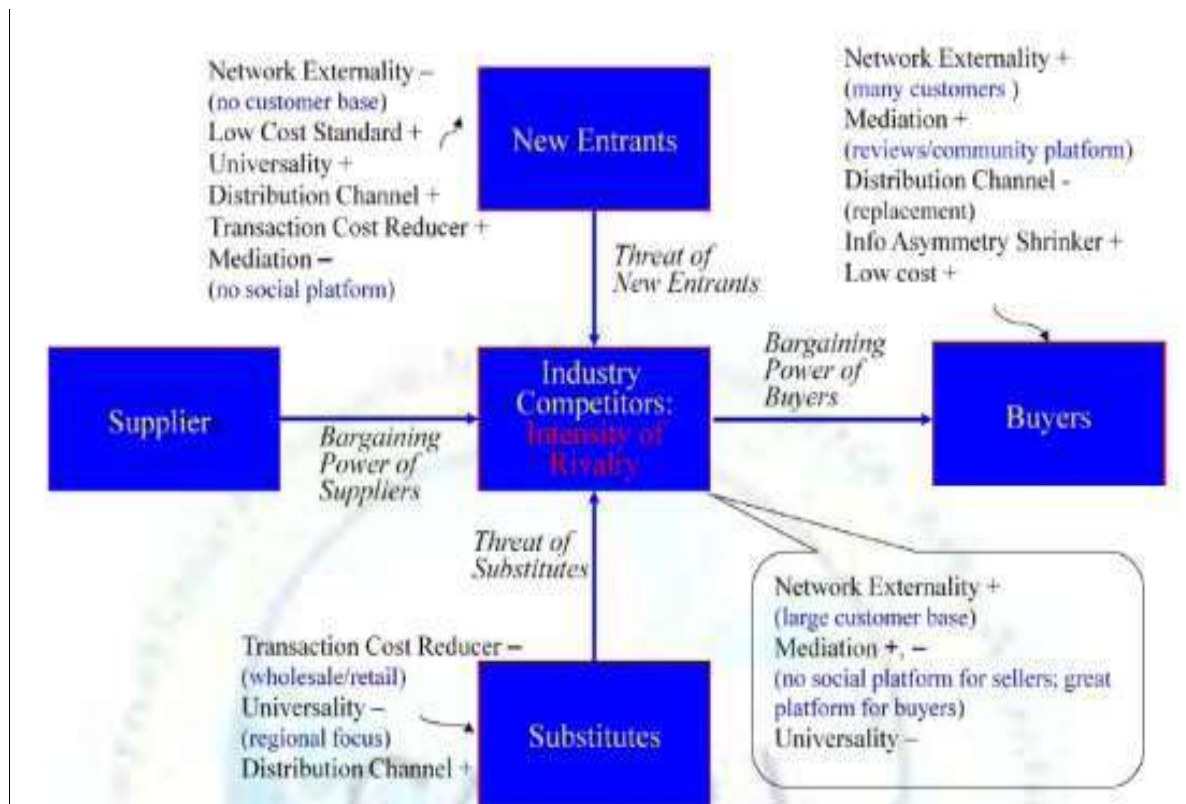 Network Externality –
(no customer base)
Low Cost Standard +
Universality +
Distribution Channel +
Transaction Cost Reducer +
Mediation –
(no social platform)
New Entrants
Network Externality +
(many customers )
Mediation +
(reviews/community platform)
Distribution Channel -
(replacement)
Info Asymmetry Shrinker +
Low cost +
Threat of
New Entrants
Supplier
Bargaining
Power of
Suppliers
Industry
Competitors:
Intensity of
Rivalry
Bargaining
Power of
Buyers
Buyers
Threat of
Substitutes
Transaction Cost Reducer –
(wholesale/retail)
Universality –
(regional focus)
Distribution Channel +
Substitutes
Network Externality +
(large customer base)
Mediation +, –
(no social platform for sellers; great
platform for buyers)
Universality –